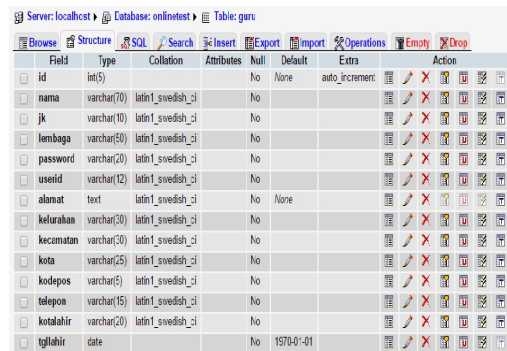 Server: localhost ▸ Database: onlinetest ▸ Table: guru
Browse Structure SQL Search Insert Export Import Operations Empty Drop
Field Type Collation Attributes Null Default Extra Action
id int(5) No None auto_increment
nama varchar(70) latin1_swedish_ci No
jk varchar(10) latin1_swedish_ci No
lembaga varchar(50) latin1_swedish_ci No
password varchar(20) latin1_swedish_ci No
userid varchar(12) latin1_swedish_ci No
alamat text latin1_swedish_ci No None
kelurahan varchar(30) latin1_swedish_ci No
kecamatan varchar(30) latin1_swedish_ci No
kota varchar(25) latin1_swedish_ci No
kodepos varchar(5) latin1_swedish_ci No
telepon varchar(15) latin1_swedish_ci No
kotalahir varchar(20) latin1_swedish_ci No
tgllahir date No 1970-01-01